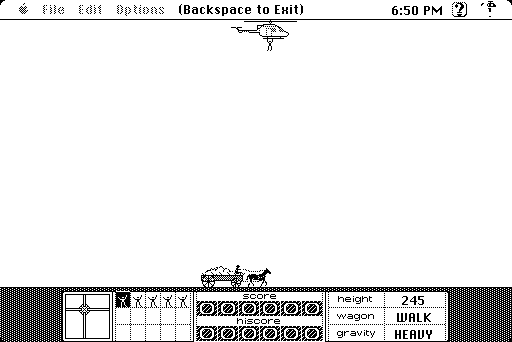 File Edit Options (Backspace to Exit) 6:50 PM
score
hiscore
height 245
wagon WALK
gravity HEAVY